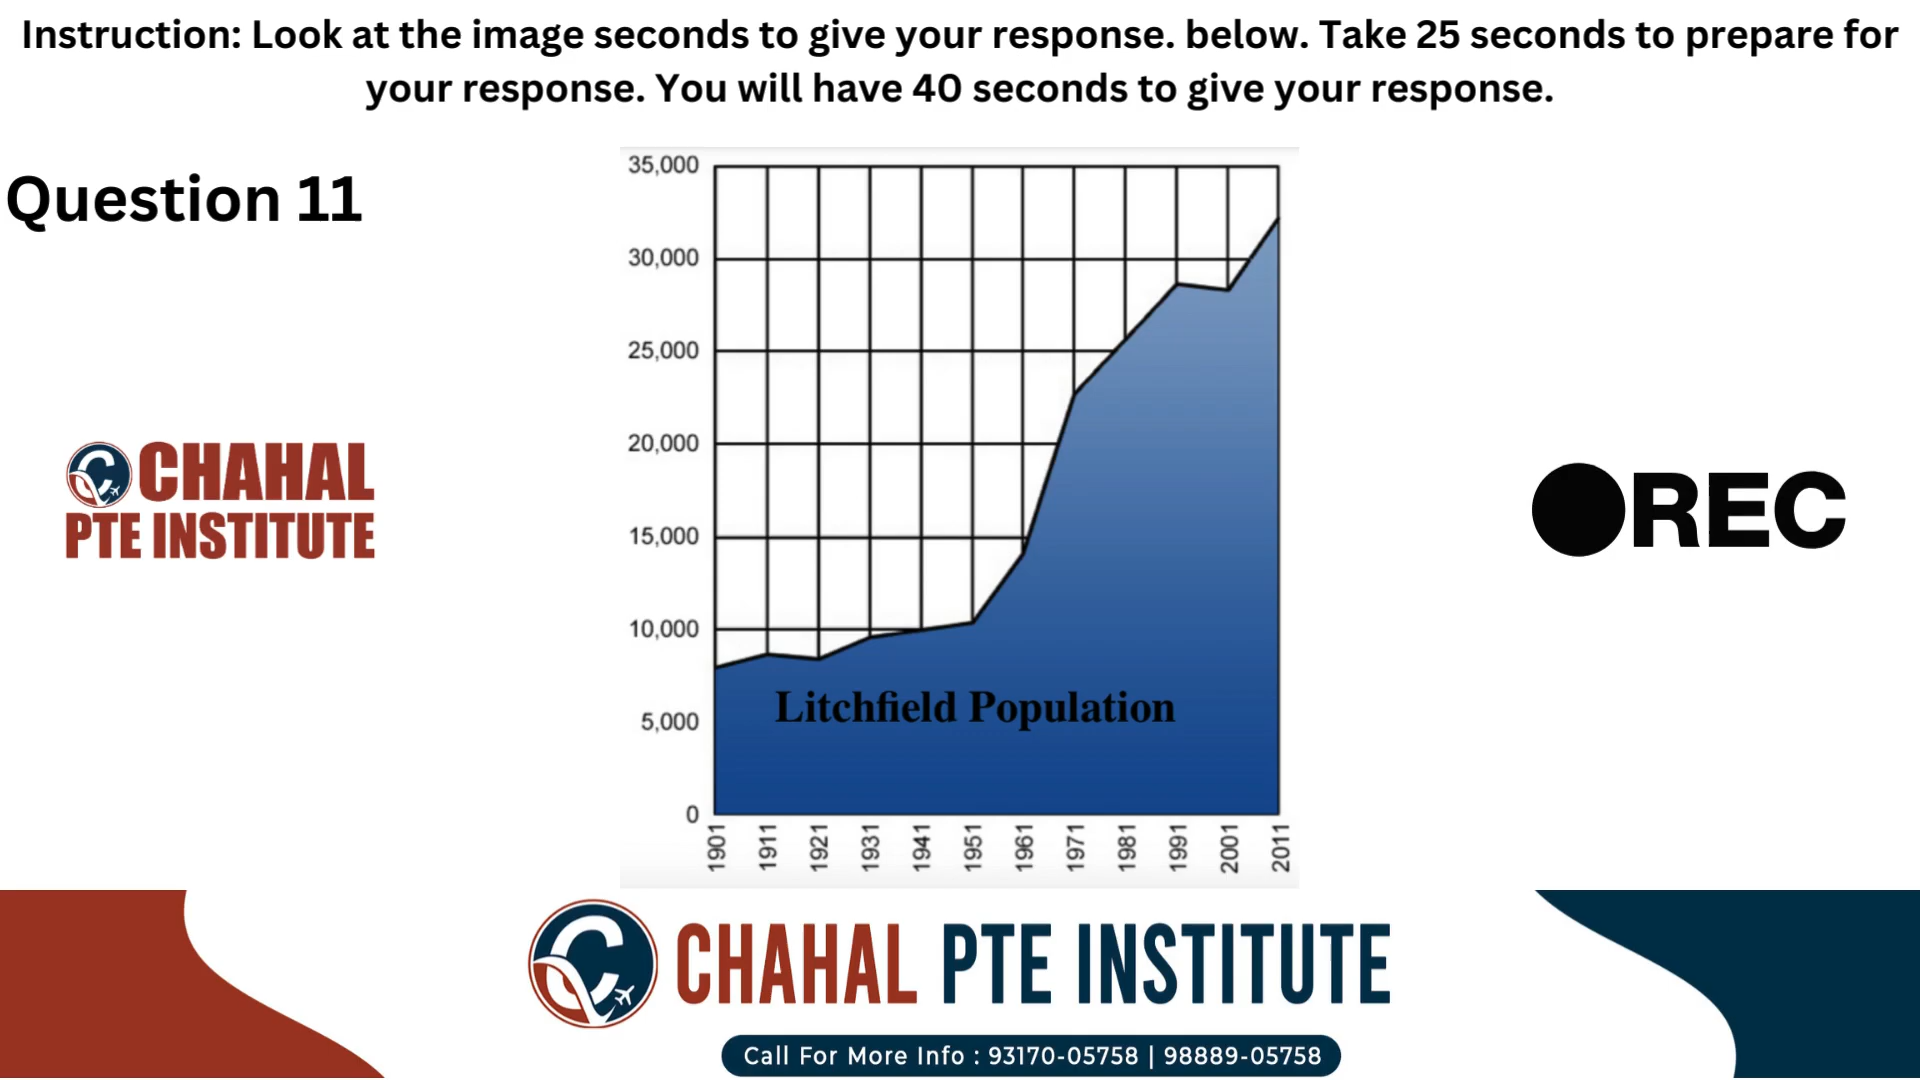 Instruction: Look at the image seconds to give your response. below. Take 25 seconds to prepare for
your response. You will have 40 seconds to give your response.
Question 11
35,000
30,000
25,000
20,000
15,000
10,000
5,000
0
Litchfield Population
1901
1911
1921
1931
1941
1951
1961
1971
1981
1991
2001
2011
CHAHAL
PTE INSTITUTE
REC
CHAHAL PTE INSTITUTE
Call For More Info : 93170-05758 | 98889-05758